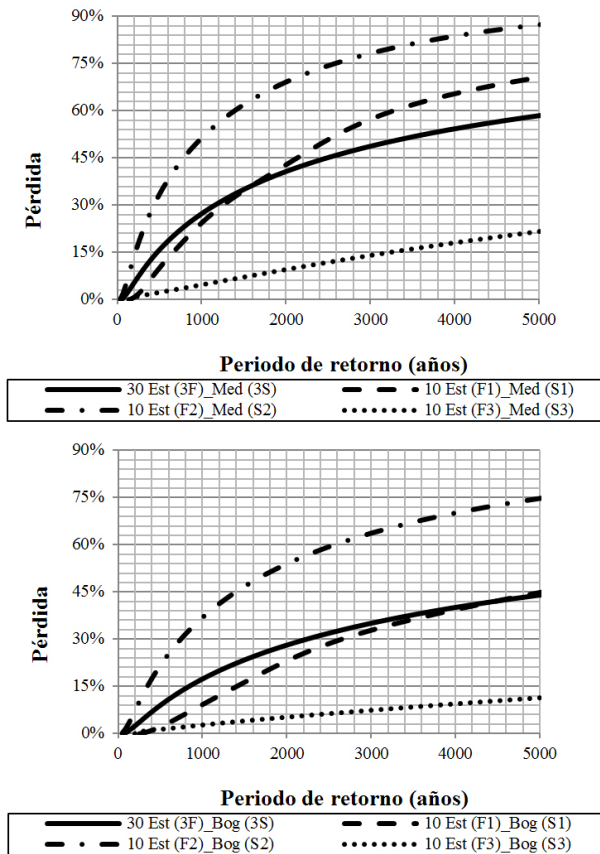 90%
75%
60%
45%
30%
15%
0%
Pérdida
0 1000 2000 3000 4000 5000
Periodo de retorno (años)
30 Est (3F)_Med (3S) 10 Est (F1)_Med (S1)
10 Est (F2)_Med (S2) 10 Est (F3)_Med (S3)
90%
75%
60%
45%
30%
15%
0%
Pérdida
0 1000 2000 3000 4000 5000
Periodo de retorno (años)
30 Est (3F)_Bog (3S) 10 Est (F1)_Bog (S1)
10 Est (F2)_Bog (S2) 10 Est (F3)_Bog (S3)